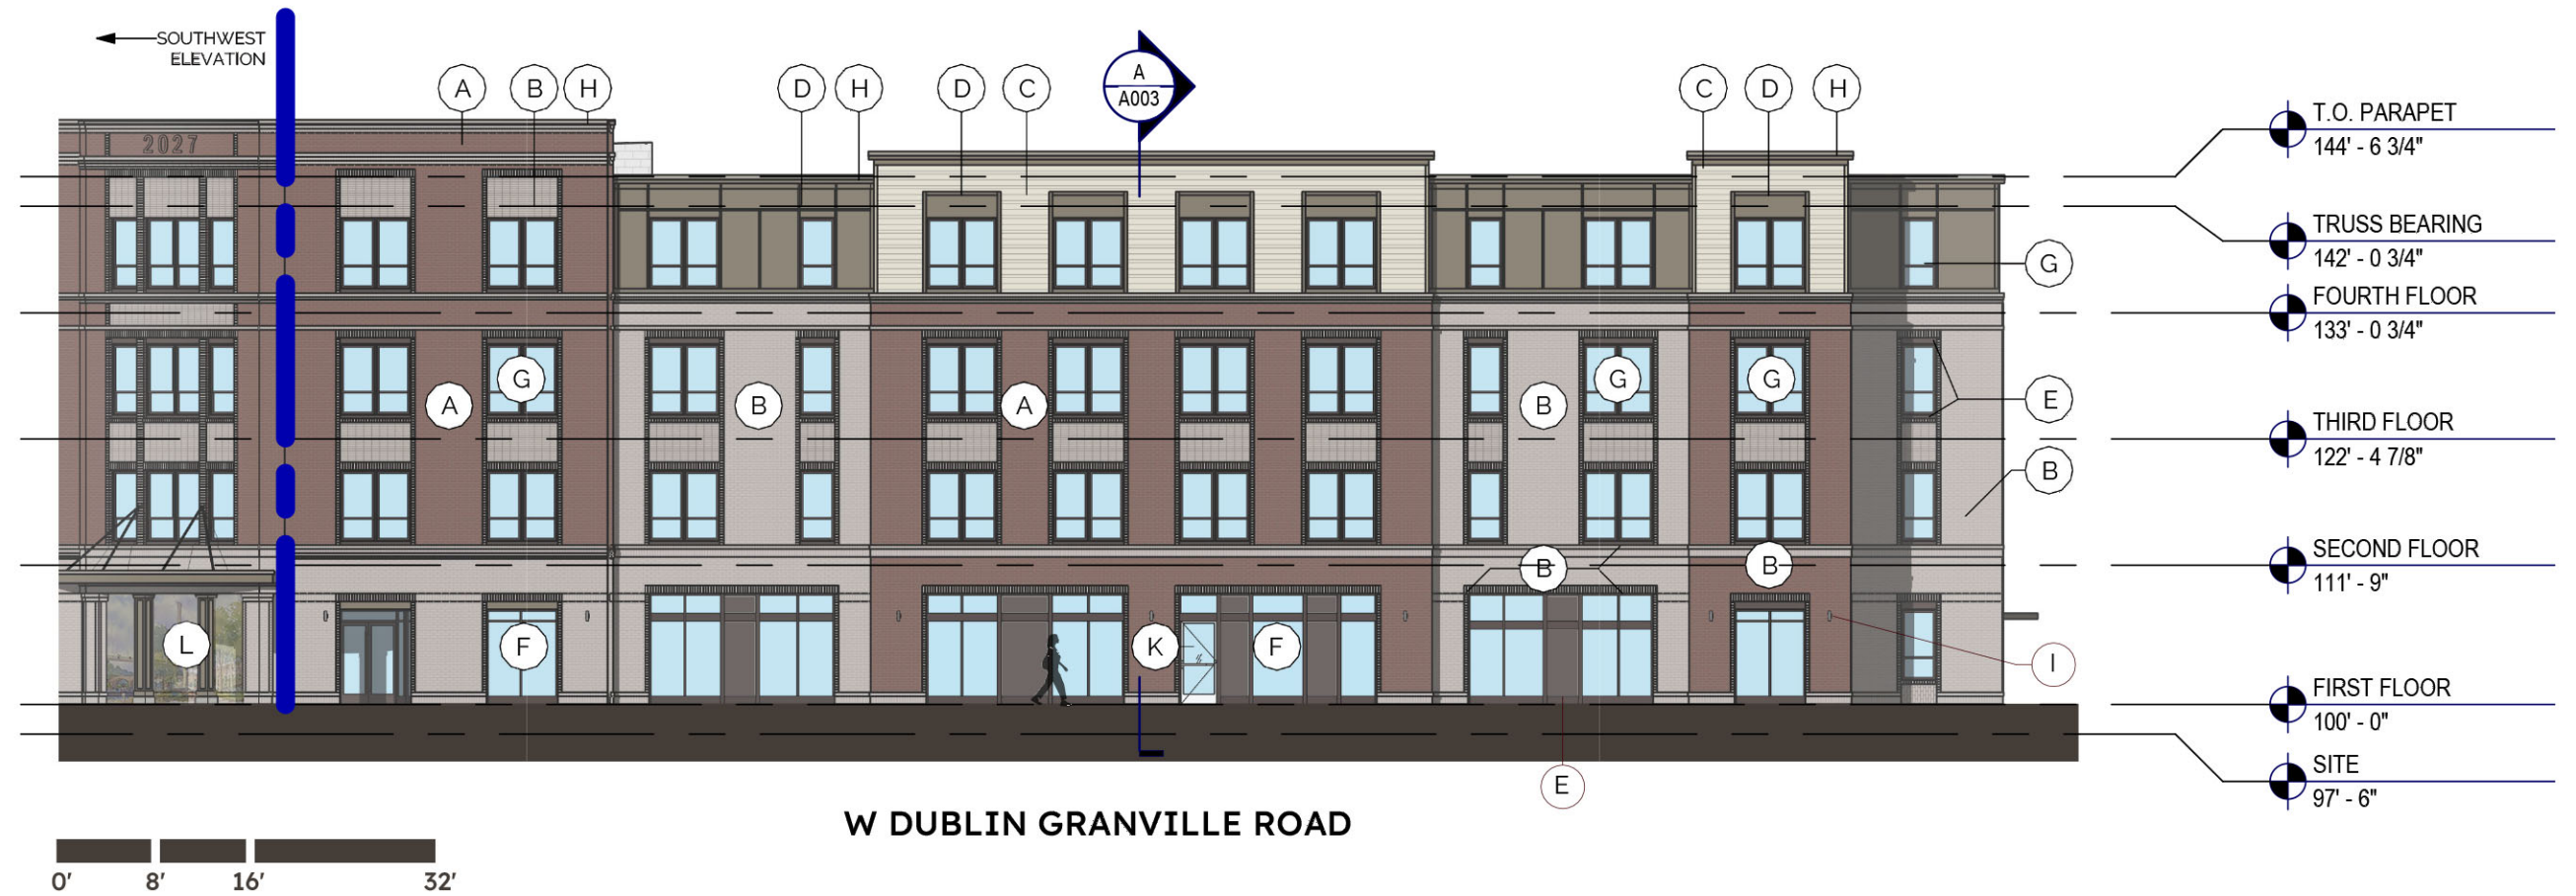 SOUTHWEST
ELEVATION
A
B
H
D
H
D
C
A
A003
C
D
H
T.O. PARAPET
144' - 6 3/4"
2027
TRUSS BEARING
142' - 0 3/4"
G
FOURTH FLOOR
133' - 0 3/4"
G
G
G
A
B
A
B
E
THIRD FLOOR
122' - 4 7/8"
B
SECOND FLOOR
111' - 9"
B
B
L
F
K
F
I
FIRST FLOOR
100' - 0"
SITE
97' - 6"
E
W DUBLIN GRANVILLE ROAD
0' 8' 16' 32'